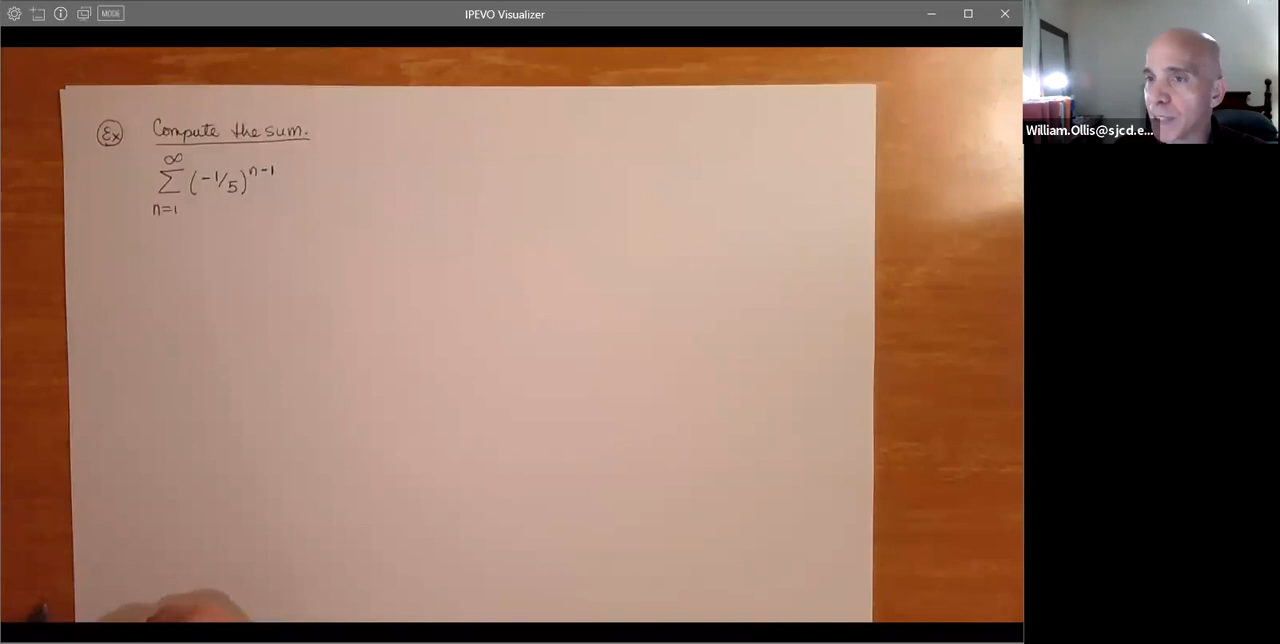 MODE
IPEVO Visualizer
William.Ollis@sjcd.e...
Ex Compute the sum.
∞
Σ (-1/5)^{n-1}
n=1